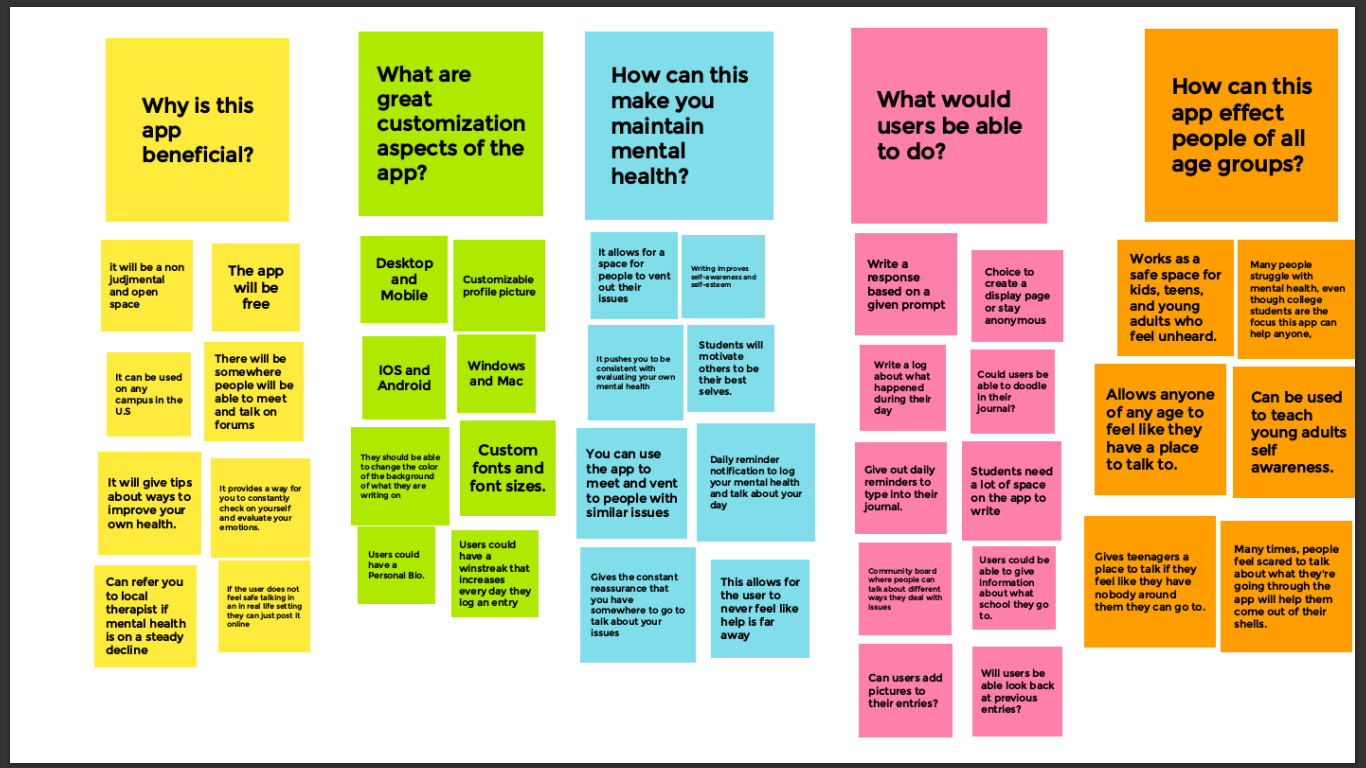 Why is this
app
beneficial?
it will be a non
judjmental
and open
space
The app
will be
free
It can be used
on any
campus in the
U.S
There will be
somewhere
people will be
able to meet
and talk on
forums
It will give tips
about ways to
improve your
own health.
It provides a way for
you to constantly
check on yourself
and evaluate your
emotions.
Can refer you
to local
therapist if
mental health
is on a steady
decline
If the user does not
feel safe talking in
an in real life setting
they can just post it
online
What are
great
customization
aspects of the
app?
Desktop
and
Mobile
Customizable
profile picture
IOS and
Android
Windows
and Mac
They should be able
to change the color
of the background
of what they are
writing on
Custom
fonts and
font sizes.
Users could
have a
Personal Bio.
Users could
have a
winstreak that
increases
every day they
log an entry
How can this
make you
maintain
mental
health?
It allows for a
space for
people to vent
out their
issues
Writing improves
self-awareness and
self-esteem
It pushes you to be
consistent with
evaluating your own
mental health
Students will
motivate
others to be
their best
selves.
You can use
the app to
meet and vent
to people with
similar issues
Daily reminder
notification to log
your mental health
and talk about your
day
Gives the constant
reassurance that
you have
somewhere to go to
talk about your
issues
This allows for
the user to
never feel like
help is far
away
What would
users be able
to do?
Write a
response
based on a
given prompt
Choice to
create a
display page
or stay
anonymous
Write a log
about what
happened
during their
day
Could users be
able to doodle
in their
journal?
Give out daily
reminders to
type into their
journal.
Students need
a lot of space
on the app to
write
Community board
where people can
talk about different
ways they deal with
issues
Users could be
able to give
information
about what
school they go
to.
Can users add
pictures to
their entries?
Will users be
able look back
at previous
entries?
How can this
app effect
people of all
age groups?
Works as a
safe space for
kids, teens,
and young
adults who
feel unheard.
Many people
struggle with
mental health, even
though college
students are the
focus this app can
help anyone,
Allows anyone
of any age to
feel like they
have a place
to talk to.
Can be used
to teach
young adults
self
awareness.
Gives teenagers a
place to talk if they
feel like they have
nobody around
them they can go to.
Many times, people
feel scared to talk
about what they're
going through the
app will help them
come out of their
shells.